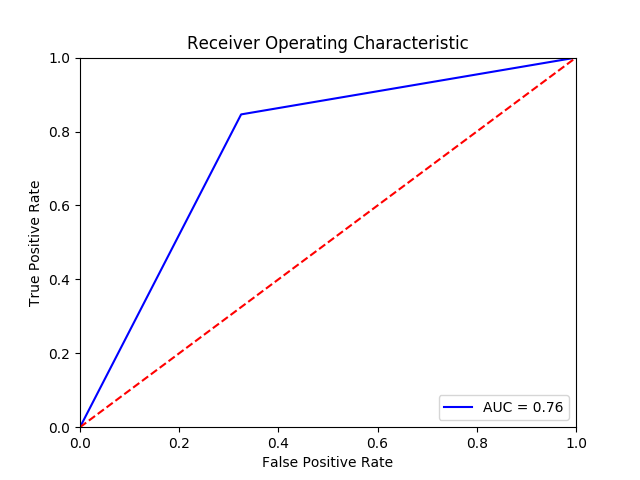 Receiver Operating Characteristic
True Positive Rate
1.0
0.8
0.6
0.4
0.2
0.0
AUC = 0.76
0.0 0.2 0.4 0.6 0.8 1.0
False Positive Rate